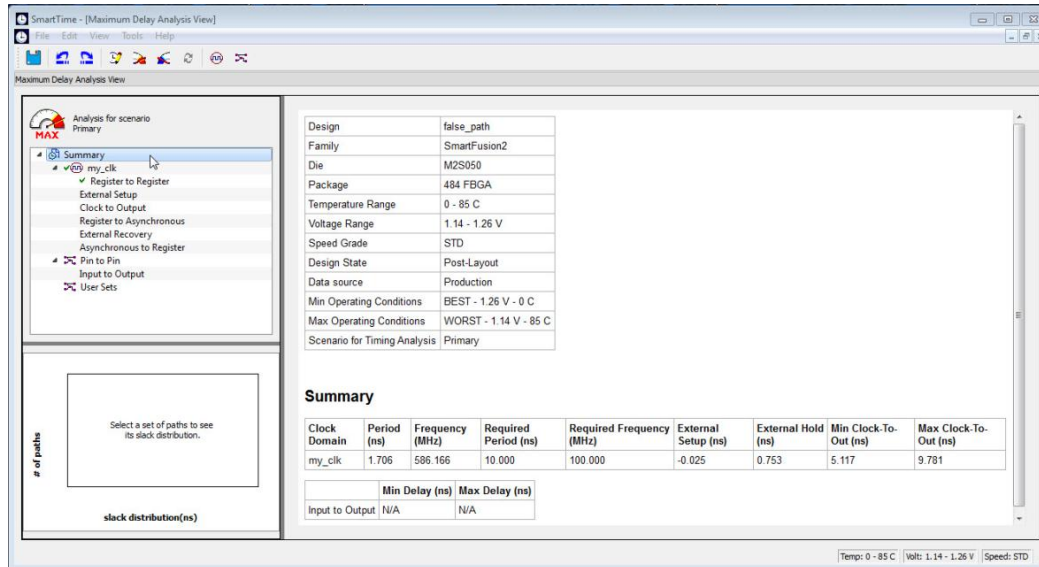 SmartTime - [Maximum Delay Analysis View]
File Edit View Tools Help
Maximum Delay Analysis View
Analysis for scenario
Primary
MAX
Summary
my_clk
Register to Register
External Setup
Clock to Output
Register to Asynchronous
External Recovery
Asynchronous to Register
Pin to Pin
Input to Output
User Sets
# of paths
Select a set of paths to see
its slack distribution.
slack distribution(ns)
Design false_path
Family SmartFusion2
Die M2S050
Package 484 FBGA
Temperature Range 0 - 85 C
Voltage Range 1.14 - 1.26 V
Speed Grade STD
Design State Post-Layout
Data source Production
Min Operating Conditions BEST - 1.26 V - 0 C
Max Operating Conditions WORST - 1.14 V - 85 C
Scenario for Timing Analysis Primary
Summary
Clock Domain Period (ns) Frequency (MHz) Required Period (ns) Required Frequency (MHz) External Setup (ns) External Hold (ns) Min Clock-To-Out (ns) Max Clock-To-Out (ns)
my_clk 1.706 586.166 10.000 100.000 -0.025 0.753 5.117 9.781
Min Delay (ns) Max Delay (ns)
Input to Output N/A N/A
Temp: 0 - 85 C Volt: 1.14 - 1.26 V Speed: STD